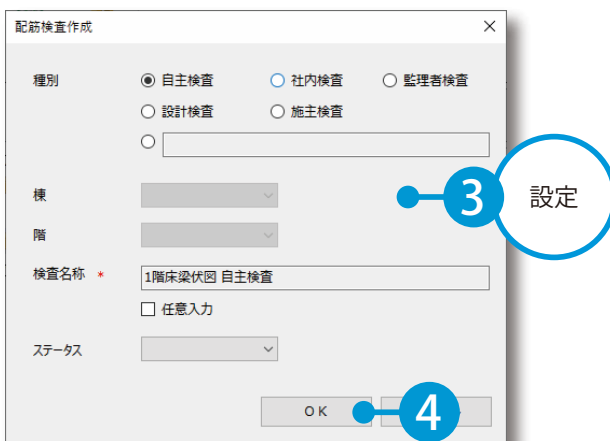 配筋検査作成
種別 自主検査 社内検査 監理者検査
設計検査 施主検査
棟
3 設定
階
検査名称 * 1階床梁伏図 自主検査
任意入力
ステータス
OK 4